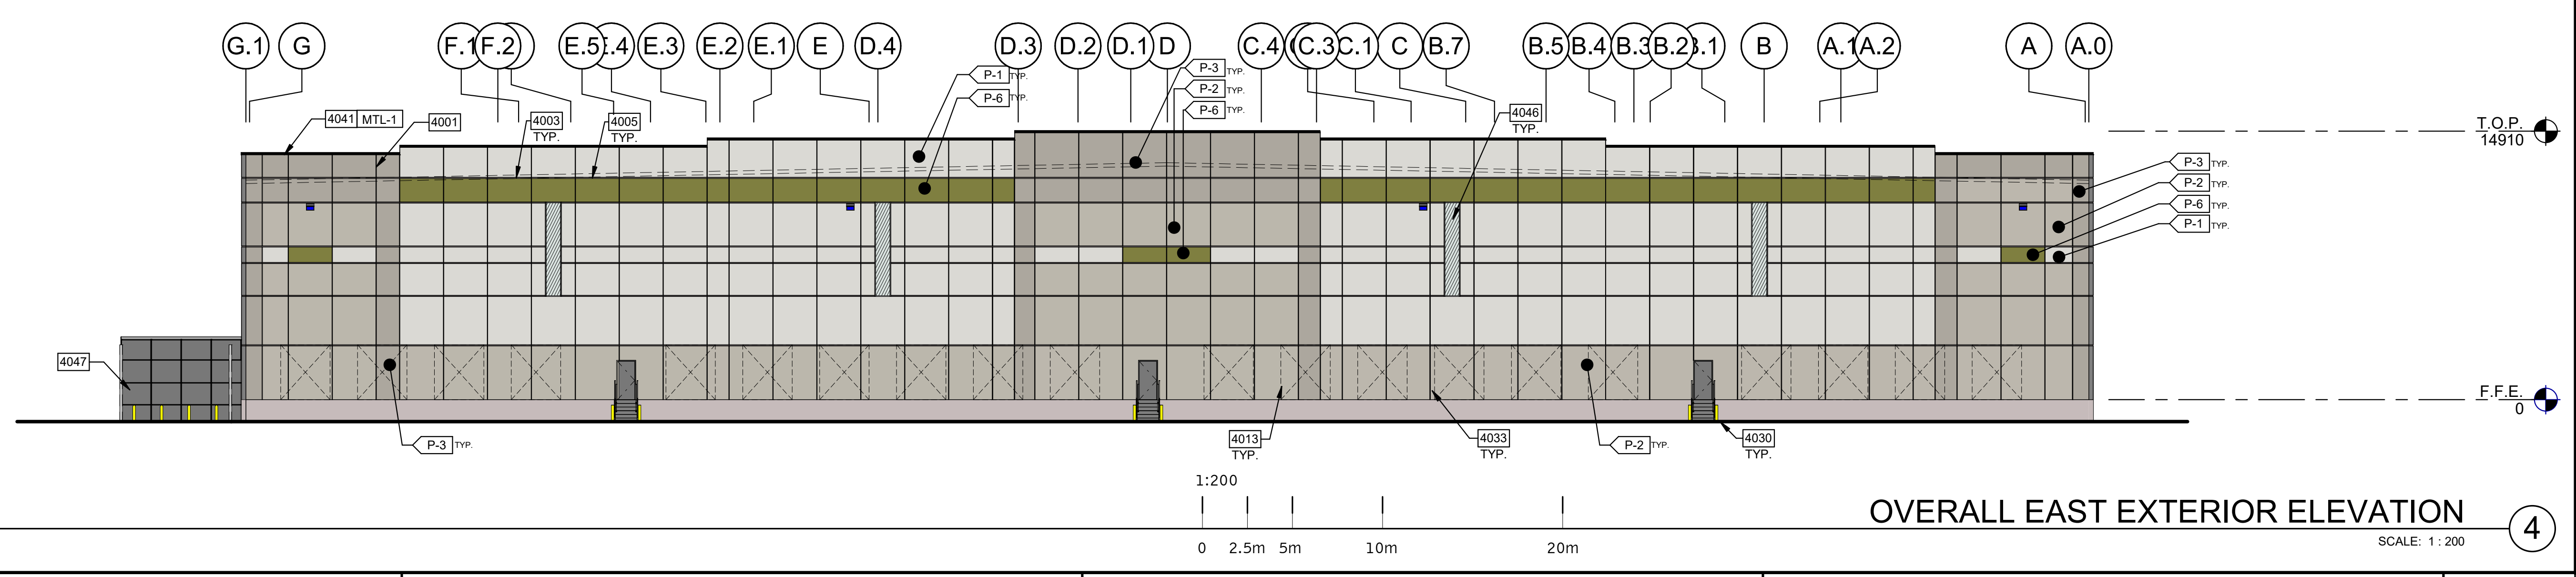 G.1 G F.1 F.2 E.5 E.4 E.3 E.2 E.1 E D.4 D.3 D.2 D.1 D C.4 C.3 C.1 C B.7 B.5 B.4 B.3 B.2 B.1 B A.1 A.2 A A.0
P-1 TYP.
P-6 TYP.
P-3 TYP.
P-2 TYP.
P-6 TYP.
4041 MTL-1
4001
4003
TYP.
4005
TYP.
4046
TYP.
T.O.P.
14910
P-3 TYP.
P-2 TYP.
P-6 TYP.
P-1 TYP.
4047
F.F.E.
0
P-3 TYP.
4013
TYP.
4033
TYP.
P-2 TYP.
4030
TYP.
1:200
0 2.5m 5m 10m 20m
OVERALL EAST EXTERIOR ELEVATION
4
SCALE: 1 : 200